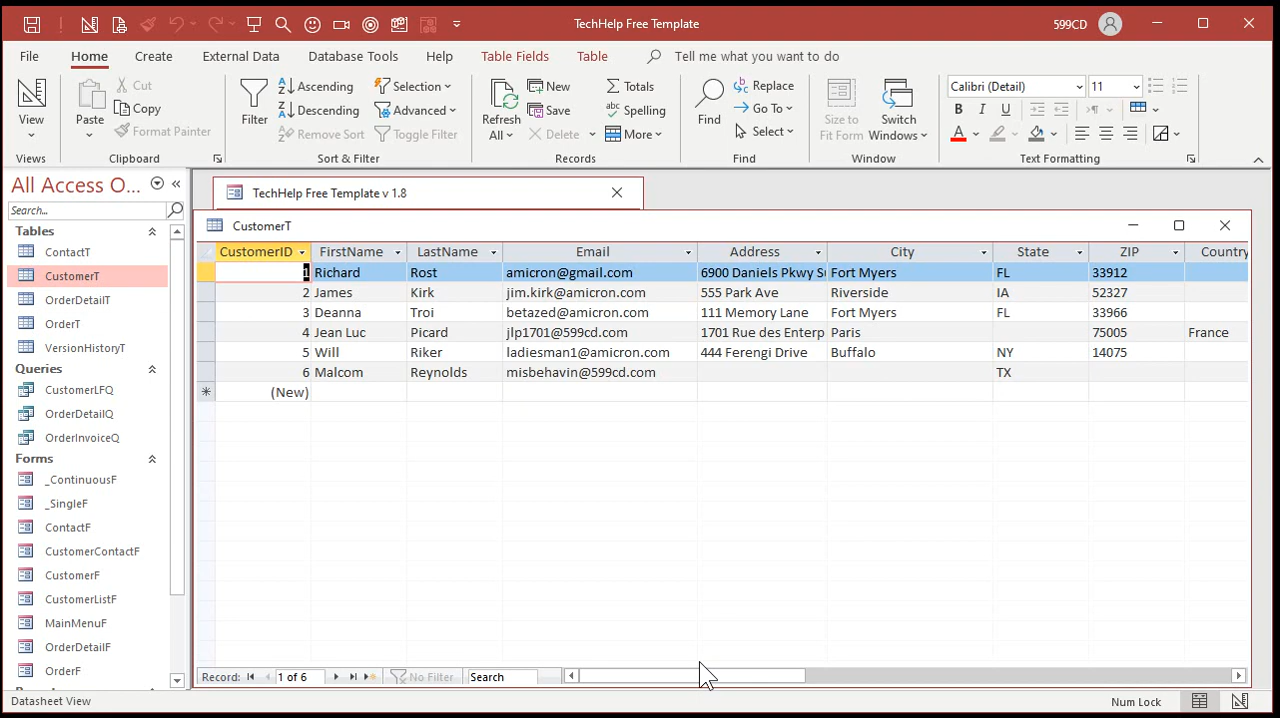 TechHelp Free Template
599CD
File Home Create External Data Database Tools Help Table Fields Table Tell me what you want to do
View
Views
Paste
Cut
Copy
Format Painter
Clipboard
Filter
Ascending
Descending
Remove Sort
Selection
Advanced
Toggle Filter
Sort & Filter
Refresh
All
New
Save
Delete
Totals
Spelling
More
Records
Find
Replace
Go To
Select
Find
Size to
Fit Form
Switch
Windows
Window
Calibri (Detail) 11
B I U
A
Text Formatting
All Access O...
Search...
Tables
ContactT
CustomerT
OrderDetailT
OrderT
VersionHistoryT
Queries
CustomerLFQ
OrderDetailQ
OrderInvoiceQ
Forms
_ContinuousF
_SingleF
ContactF
CustomerContactF
CustomerF
CustomerListF
MainMenuF
OrderDetailF
OrderF
TechHelp Free Template v 1.8
CustomerT
CustomerID FirstName LastName Email Address City State ZIP Country
1 Richard Rost amicron@gmail.com 6900 Daniels Pkwy Fort Myers FL 33912
2 James Kirk jim.kirk@amicron.com 555 Park Ave Riverside IA 52327
3 Deanna Troi betazed@amicron.com 111 Memory Lane Fort Myers FL 33966
4 Jean Luc Picard jlp1701@599cd.com 1701 Rue des Enterp Paris 75005 France
5 Will Riker ladiesman1@amicron.com 444 Ferengi Drive Buffalo NY 14075
6 Malcom Reynolds misbehavin@599cd.com TX
(New)
Record: 1 of 6 No Filter Search
Datasheet View
Num Lock